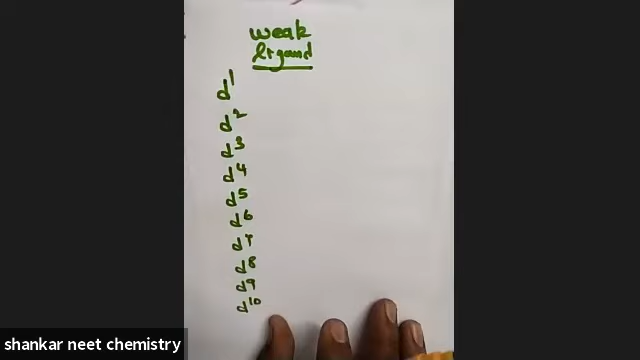 weak
ligand
d1
d2
d3
d4
d5
d6
d7
d8
d9
d10
shankar neet chemistry